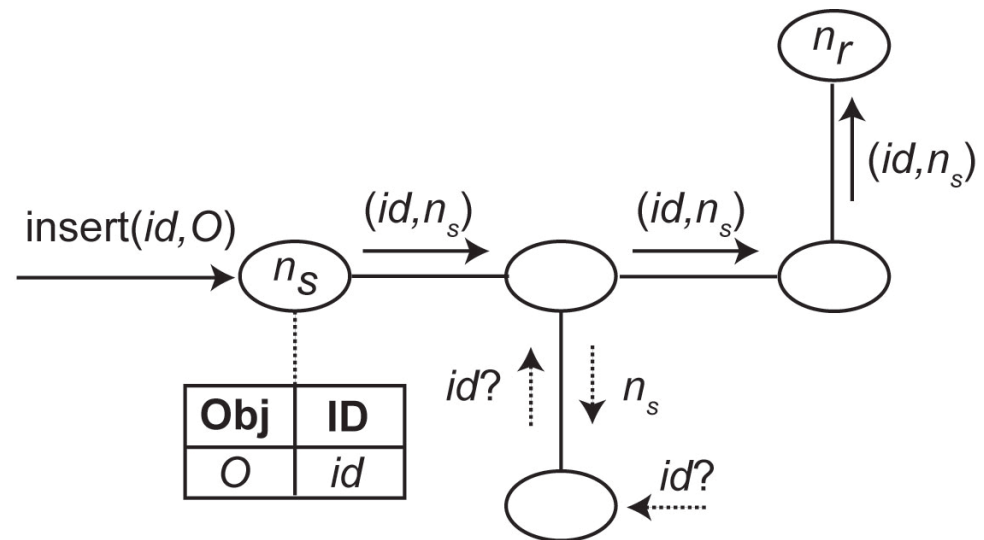 n_r
(id,n_s)
(id,n_s)
(id,n_s)
insert(id,O)
n_s
id?
n_s
Obj ID
O id
id?